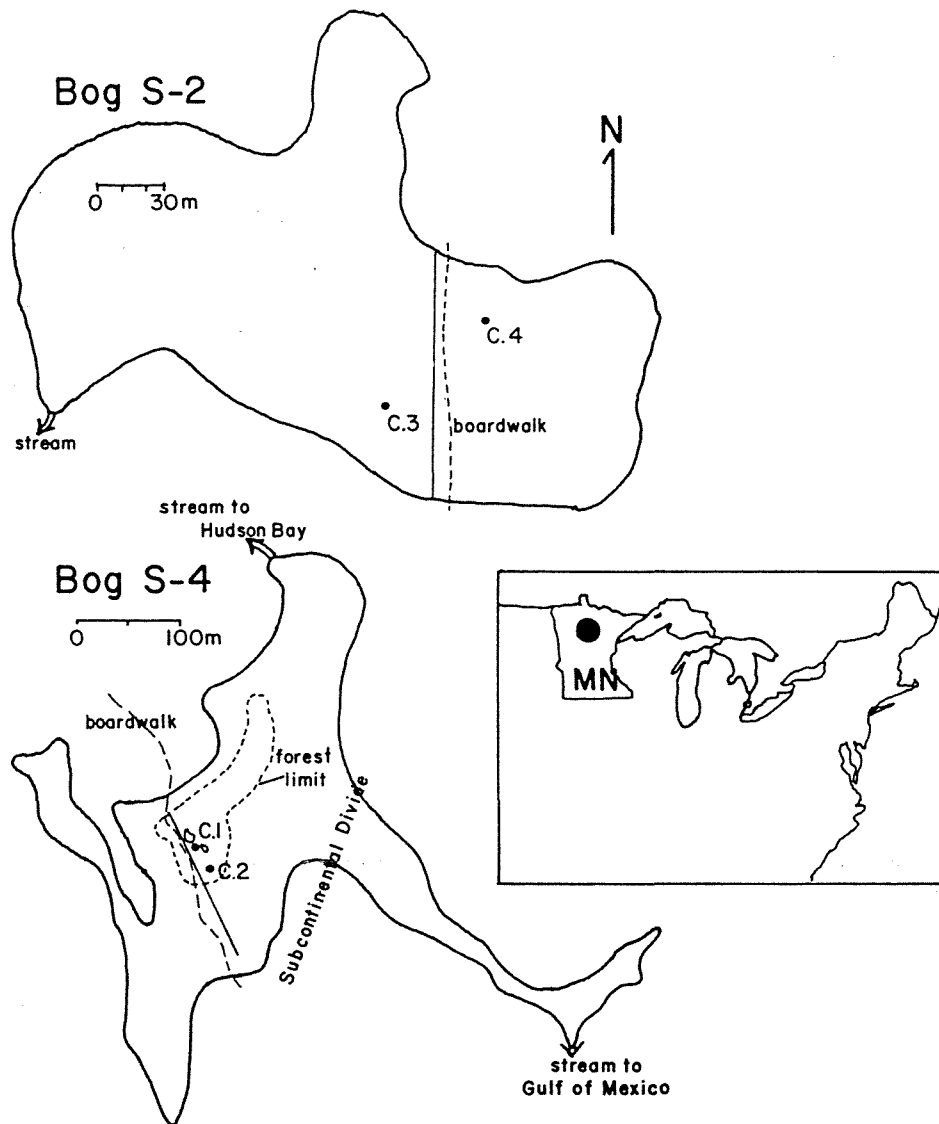 Bog S-2
N
0 30m
C.4
C.3
boardwalk
stream
stream to
Hudson Bay
Bog S-4
0 100m
MN
boardwalk
forest
limit
C.1
C.2
Subcontinental Divide
stream to
Gulf of Mexico